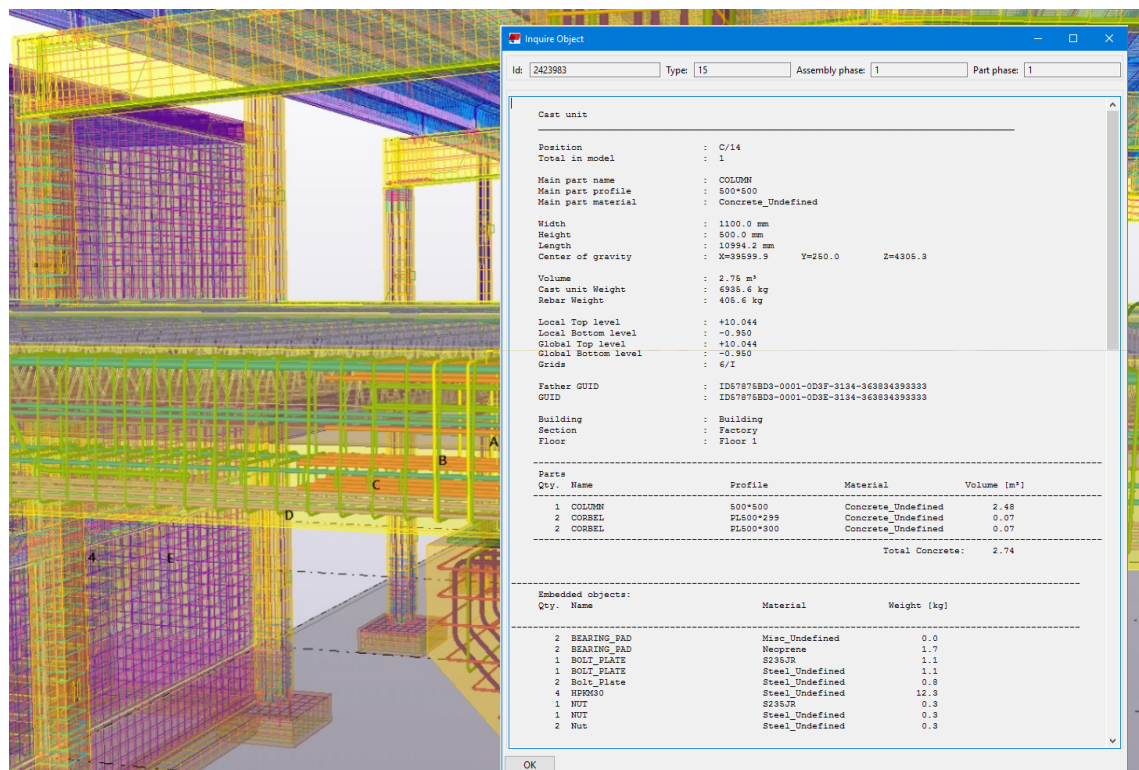 Inquire Object
Id: 2423983 Type: 15 Assembly phase: 1 Part phase: 1
Cast unit
Position : C/14
Total in model : 1
Main part name : COLUMN
Main part profile : 500*500
Main part material : Concrete_Undefined
Width : 1100.0 mm
Height : 500.0 mm
Length : 10994.2 mm
Center of gravity : X=39599.9 Y=250.0 Z=4305.3
Volume : 2.75 m³
Cast unit Weight : 6935.6 kg
Rebar Weight : 405.6 kg
Local Top level : +10.044
Local Bottom level : -0.950
Global Top level : +10.044
Global Bottom level : -0.950
Grids : 6/I
Father GUID : ID57875BD3-0001-0D3F-3134-363834393333
GUID : ID57875BD3-0001-0D3E-3134-363834393333
Building : Building
Section : Factory
Floor : Floor 1
Parts
Qty. Name Profile Material Volume [m³]
1 COLUMN 500*500 Concrete_Undefined 2.48
2 CORBEL PL500*299 Concrete_Undefined 0.07
2 CORBEL PL500*300 Concrete_Undefined 0.07
Total Concrete: 2.74
Embedded objects:
Qty. Name Material Weight [kg]
2 BEARING_PAD Misc_Undefined 0.0
2 BEARING_PAD Neoprene 1.7
1 BOLT_PLATE S235JR 1.1
1 BOLT_PLATE Steel_Undefined 1.1
2 Bolt_Plate Steel_Undefined 0.8
4 HPKM30 Steel_Undefined 12.3
1 NUT S235JR 0.3
1 NUT Steel_Undefined 0.3
2 Nut Steel_Undefined 0.3
OK
A
B
C
D
4 E